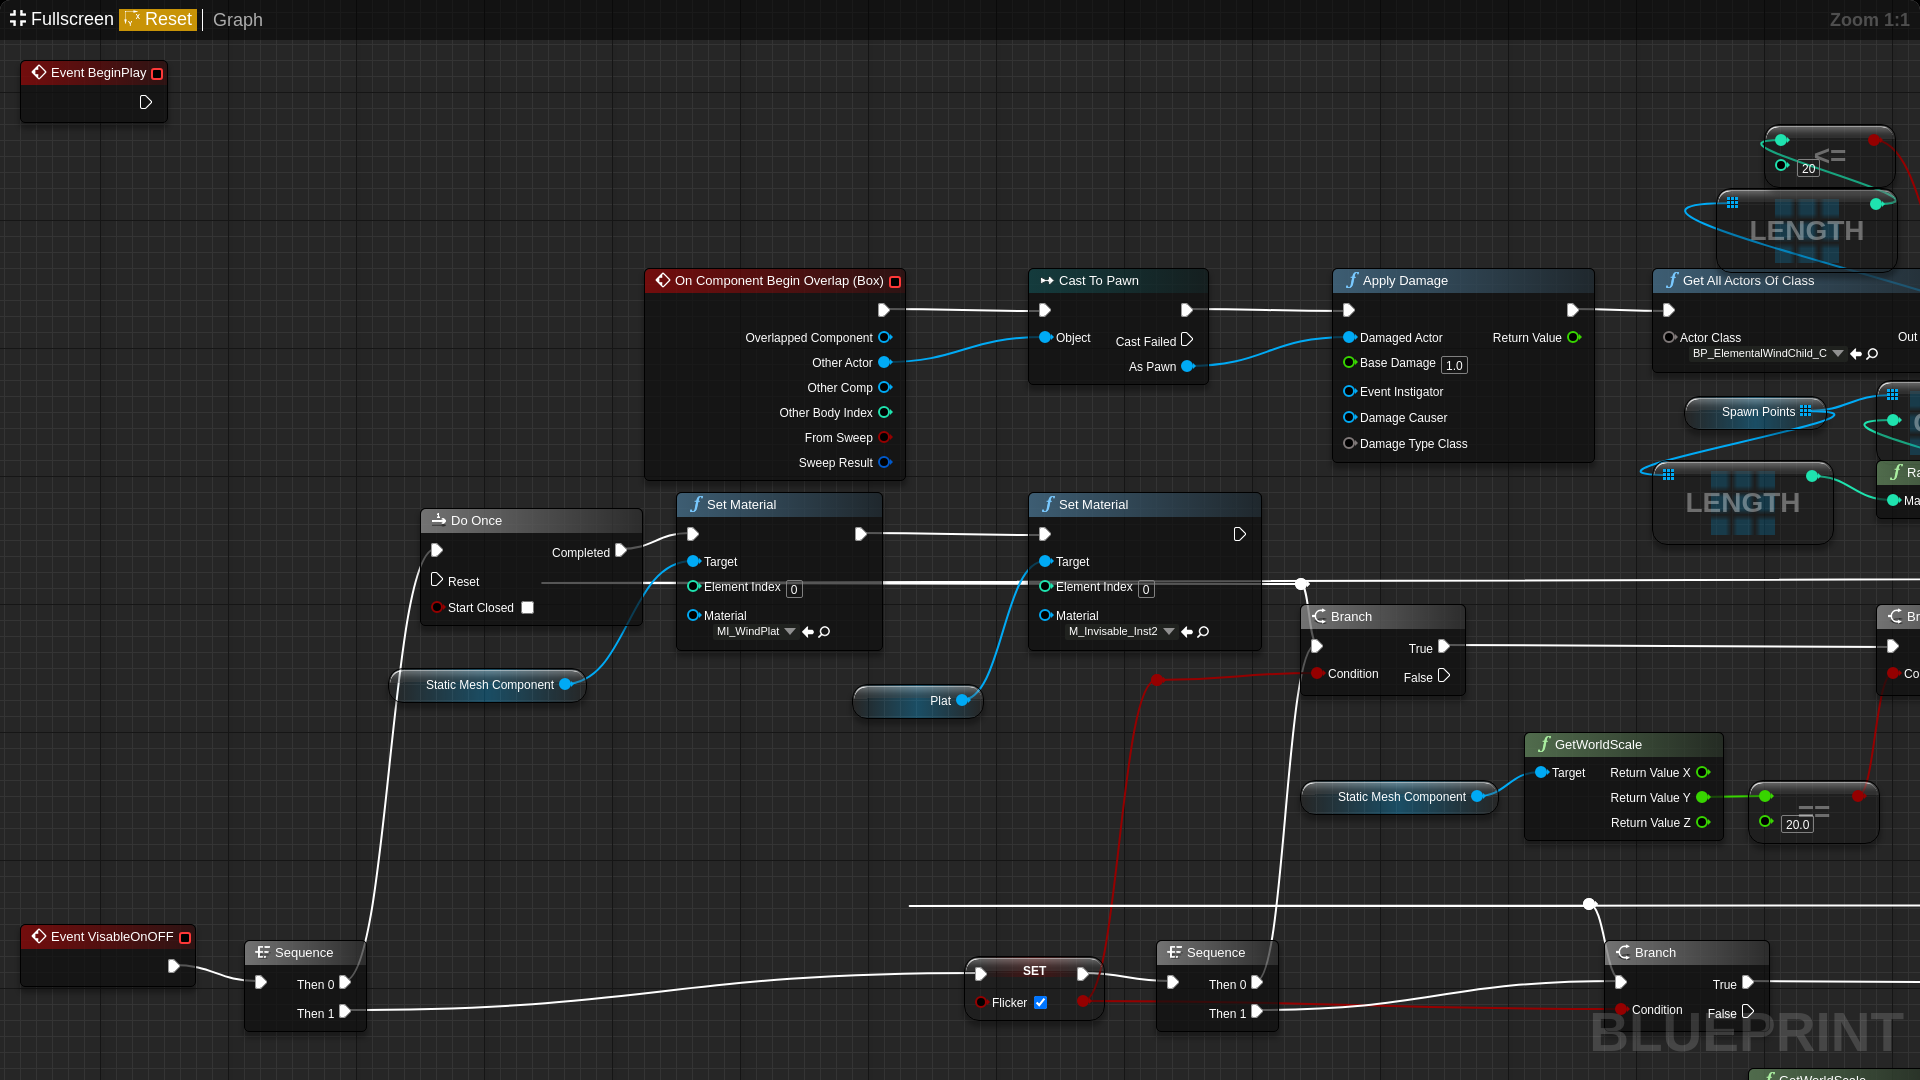 Fullscreen Reset Graph
Zoom 1:1
Event BeginPlay
<=
20
LENGTH
On Component Begin Overlap (Box)
Overlapped Component
Other Actor
Other Comp
Other Body Index
From Sweep
Sweep Result
Cast To Pawn
Object
Cast Failed
As Pawn
Apply Damage
Damaged Actor
Return Value
Base Damage 1.0
Event Instigator
Damage Causer
Damage Type Class
Get All Actors Of Class
Actor Class
Out
BP_ElementalWindChild_C
Spawn Points
LENGTH
Ra
Ma
Do Once
Completed
Reset
Start Closed
Set Material
Target
Element Index 0
Material
MI_WindPlat
Set Material
Target
Element Index 0
Material
M_Invisable_Inst2
Static Mesh Component
Plat
Branch
True
Condition
False
Br
Co
GetWorldScale
Target
Return Value X
Return Value Y
Return Value Z
Static Mesh Component
==
20.0
Event VisableOnOFF
Sequence
Then 0
Then 1
SET
Flicker
Sequence
Then 0
Then 1
Branch
True
Condition
False
BLUEPRINT
GetWorldScale